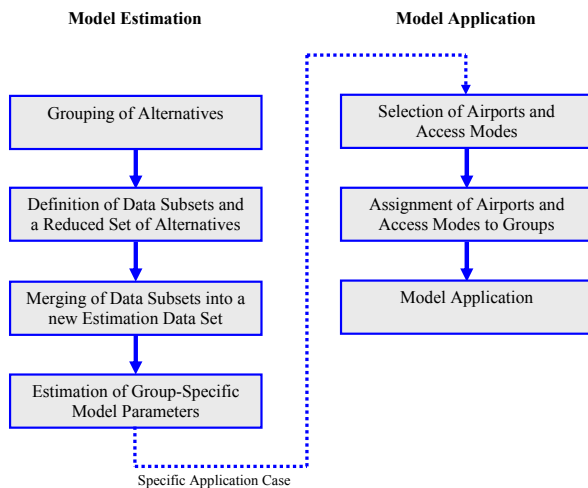 Model Estimation
Grouping of Alternatives
Definition of Data Subsets and
a Reduced Set of Alternatives
Merging of Data Subsets into a
new Estimation Data Set
Estimation of Group-Specific
Model Parameters
Specific Application Case
Model Application
Selection of Airports and
Access Modes
Assignment of Airports and
Access Modes to Groups
Model Application